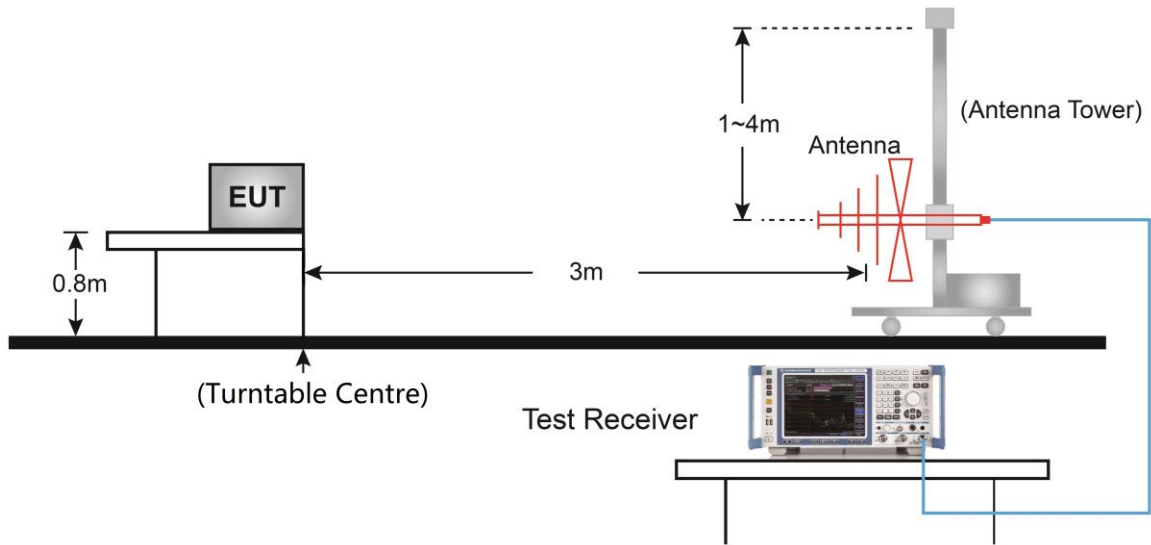 (Antenna Tower)
1~4m
Antenna
EUT
0.8m
3m
(Turntable Centre)
Test Receiver